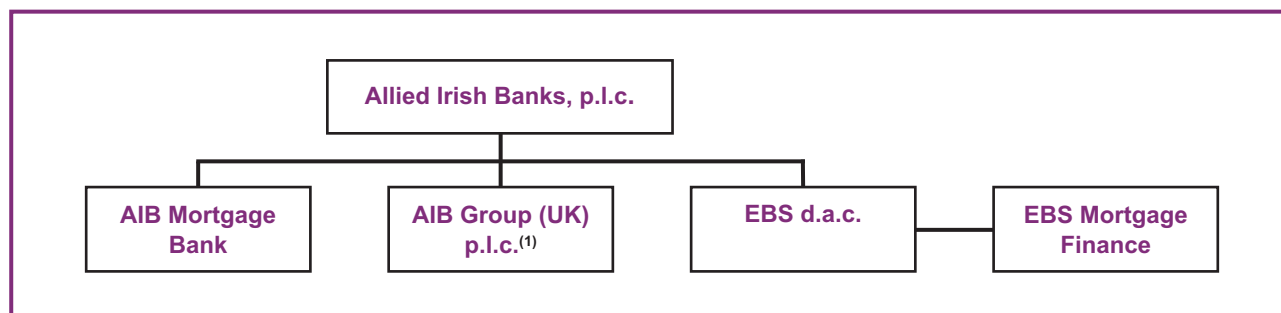 Allied Irish Banks, p.l.c.
AIB Mortgage
Bank
AIB Group (UK)
p.l.c.(1)
EBS d.a.c.
EBS Mortgage
Finance